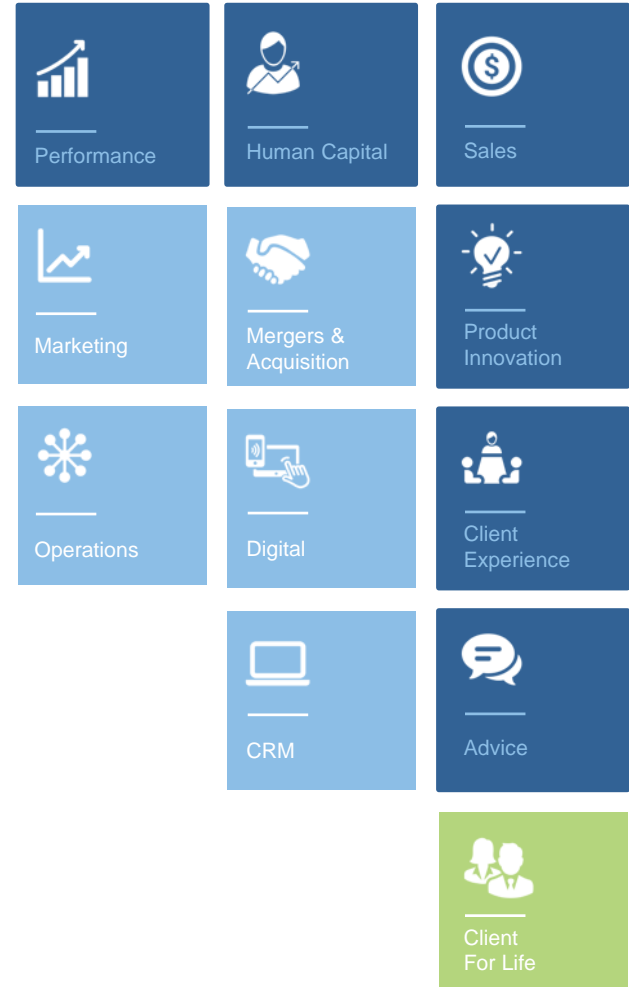 Performance
Human Capital
Sales
Marketing
Mergers &
Acquisition
Product
Innovation
Operations
Digital
Client
Experience
CRM
Advice
Client
For Life